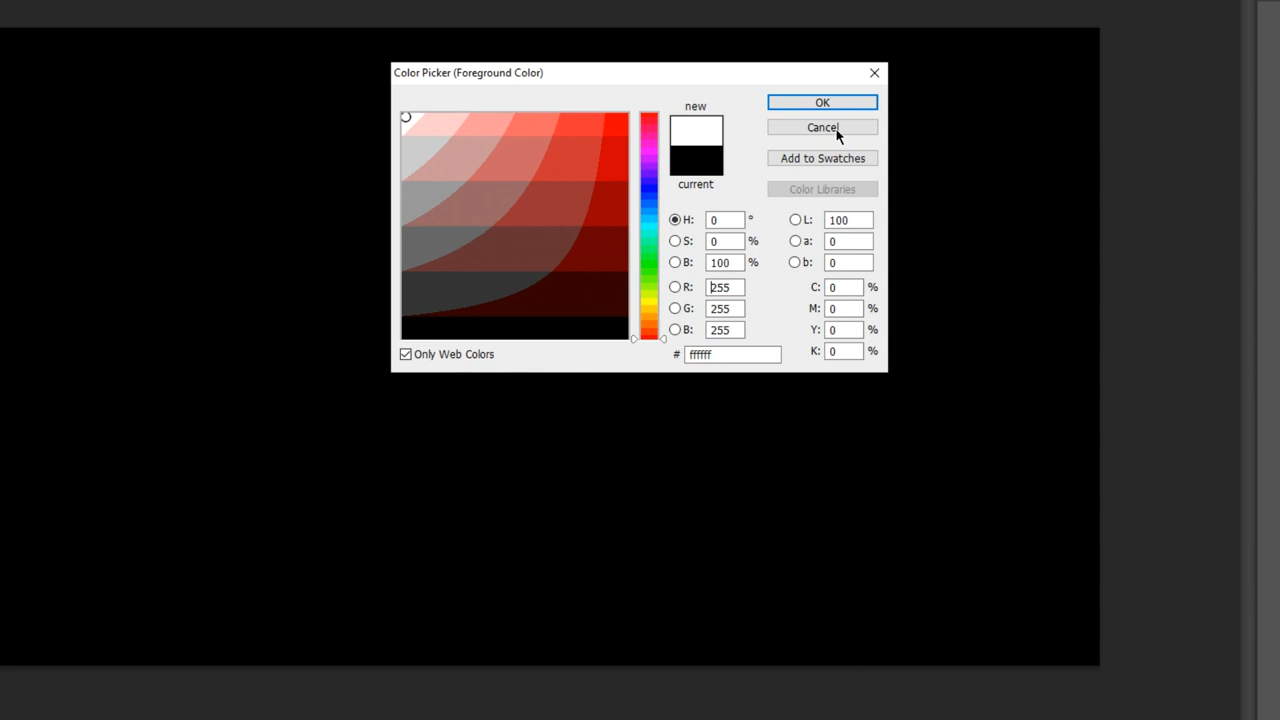 Color Picker (Foreground Color)
new
current
OK
Cancel
Add to Swatches
Color Libraries
H: 0 °
S: 0 %
B: 100 %
R: 255
G: 255
B: 255
# ffffff
L: 100
a: 0
b: 0
C: 0 %
M: 0 %
Y: 0 %
K: 0 %
Only Web Colors